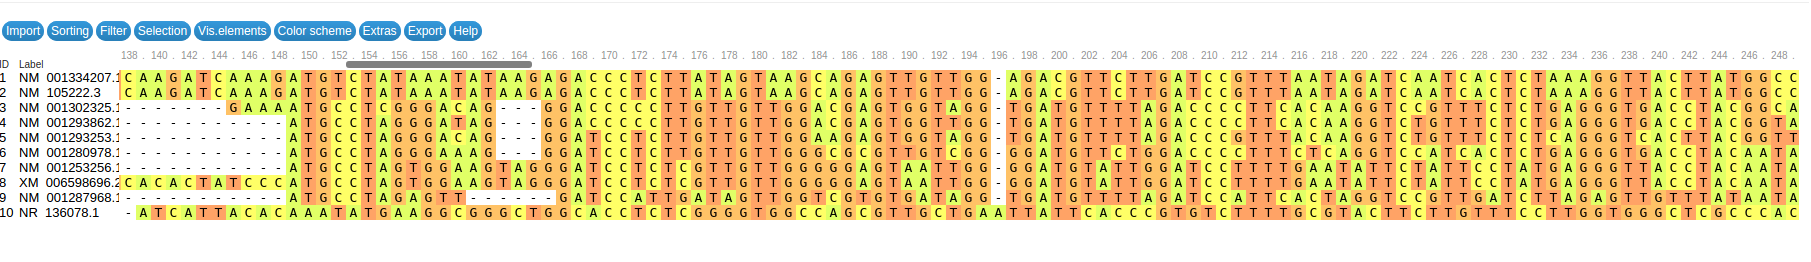 Import Sorting Filter Selection Vis.elements Color scheme Extras Export Help
138 . 140 . 142 . 144 . 146 . 148 . 150 . 152 . 154 . 156 . 158 . 160 . 162 . 164 . 166 . 168 . 170 . 172 . 174 . 176 . 178 . 180 . 182 . 184 . 186 . 188 . 190 . 192 . 194 . 196 . 198 . 200 . 202 . 204 . 206 . 208 . 210 . 212 . 214 . 216 . 218 . 220 . 222 . 224 . 226 . 228 . 230 . 232 . 234 . 236 . 238 . 240 . 242 . 244 . 246 . 248 .
ID Label
1 NM 001334207.1 CAAGATCAAAGATGTCTATAAATATAAGAGACCCTCTTATAGTAAGCAGAGTTGTTGG-AGACGTTCTTGATCCGTTTAATAGATCAATCACTCTAAAGGTTACTTATGGCC
2 NM 105222.3 CAAGATCAAAGATGTCTATAAATATAAGAGACCCTCTTATAGTAAGCAGAGTTGTTGG-AGACGTTCTTGATCCGTTTAATAGATCAATCACTCTAAAGGTTACTTATGGCC
3 NM 001302325.1 -------GAAAATGCCTCGGGACAG---GGACCCCCTTGTTGTTGGACGAGTGGTAGG-TGATGTTTTAGACCCCTTCACAAGGTCCGTTTCTCTGAGGGTGACCTACGGCA
4 NM 001293862.1 -----------ATGCCTAGGGATAG---GGACCCCCTTGTTGTTGGACGAGTGGTTGG-TGATGTTTTAGACCCCTTCACAAGGTCTGTTTCTCTGAGGGTGACCTACGGTA
5 NM 001293253.1 -----------ATGCCTAGGGACAG---GGATCCTCTTGTTGTTGGAAGAGTGGTAGG-TGATGTTTTAGACCCGTTTACAAGGTCTGTTTCTCTCAGGGTCACTTACGGTT
6 NM 001280978.1 -----------ATGCCTAGGGAAAG---GGATCCTCTTGTTGTTGGGCGCGTTGTCGG-GGATGTTCTGGACCCCTTTCTCAGGTCCATCACTCTGAGGGTGACCTACAATA
7 NM 001253256.1 -----------ATGCCTAGTGGAAGTAGGGATCCTCTCGTTGTTGGGGGAGTAATTGG-GGATGTATTGGATCCTTTTGAATATTCTATTCCTATGAGGGTTACCTACAATA
8 XM 006598696.2 CACACTATCCCATGCCTAGTGGAAGTAGGGATCCTCTCGTTGTTGGGGGAGTAATTGG-GGATGTATTGGATCCTTTTGAATATTCTATTCCTATGAGGGTTACCTACAATA
9 NM 001287968.1 -----------ATGCCTAGAGTT------GATCCATTGATAGTTGGTCGTGTGATAGG-TGATGTTTTAGATCCATTCACTAGGTCCGTTGATCTTAGAGTTGTTTATAATA
10 NR 136078.1 -ATCATTACACAAATATGAAGGCGGGCTGGCACCTCTCGGGGTGGCCAGCGTTGCTGAATTATTCACCCGTGTCTTTTGCGTACTTCTTGTTTCCTTGGTGGGCTCGCCCAC